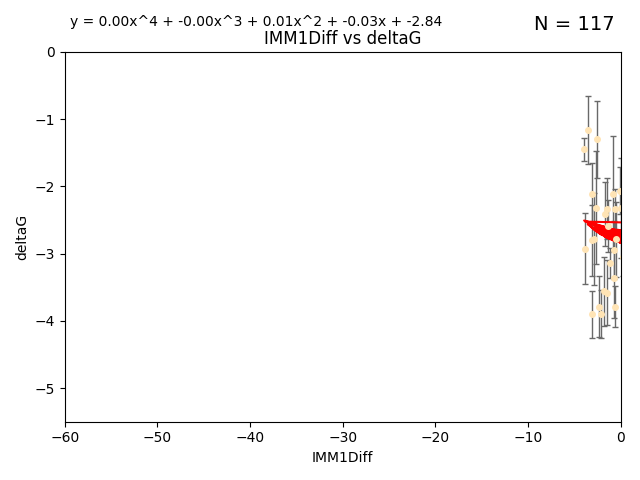 y = 0.00x^4 + -0.00x^3 + 0.01x^2 + -0.03x + -2.84
N = 117
IMM1Diff vs deltaG
0
−1
−2
−3
−4
−5
deltaG
−60 −50 −40 −30 −20 −10 0
IMM1Diff